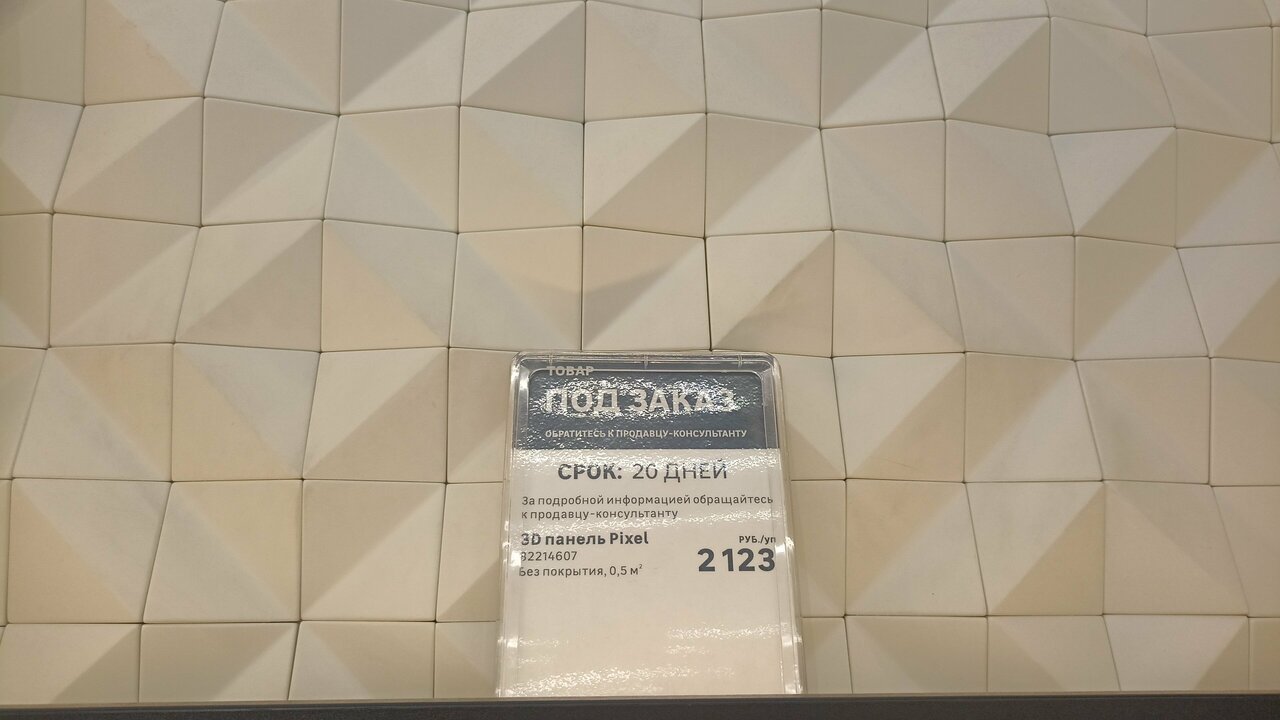 ТОВАР
ПОД ЗАКАЗ
ОБРАТИТЕСЬ К ПРОДАВЦУ-КОНСУЛЬТАНТУ
СРОК: 20 ДНЕЙ
За подробной информацией обращайтесь
к продавцу-консультанту
3D панель Pixel
РУБ./уп
82214607
2 123
Без покрытия, 0,5 м²